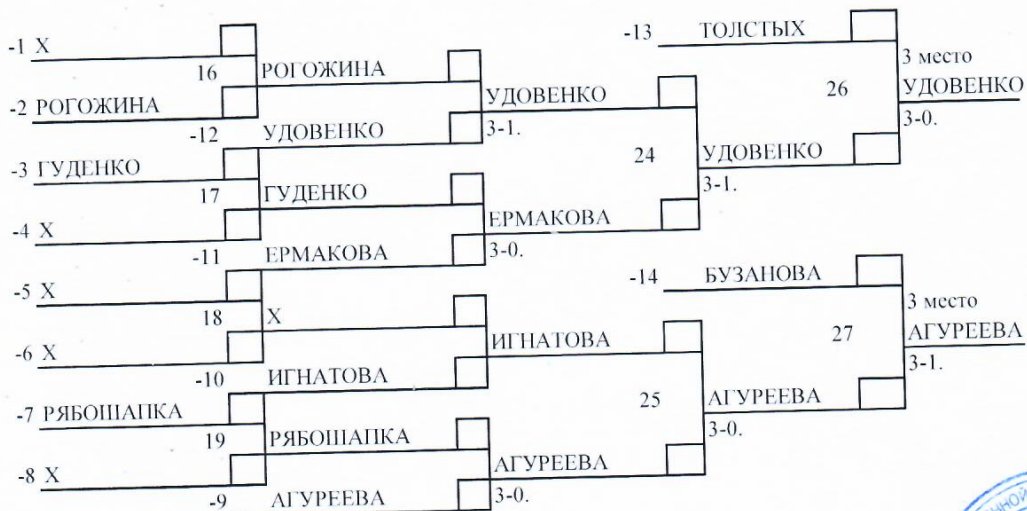 -1 X
-13 ТОЛСТЫХ
16 РОГОЖИНА
3 место
-2 РОГОЖИНА
УДОВЕНКО
26 УДОВЕНКО
-12 УДОВЕНКО
3-1.
3-0.
-3 ГУДЕНКО
24 УДОВЕНКО
17 ГУДЕНКО
3-1.
-4 X
ЕРМАКОВА
-11 ЕРМАКОВА
3-0.
-5 X
-14 БУЗАНОВА
18 X
3 место
-6 X
ИГНАТОВА
27 АГУРЕЕВА
-10 ИГНАТОВА
3-1.
-7 РЯБОШАПКА
25 АГУРЕЕВА
19 РЯБОШАПКА
3-0.
-8 X
АГУРЕЕВА
-9 АГУРЕЕВА
3-0.